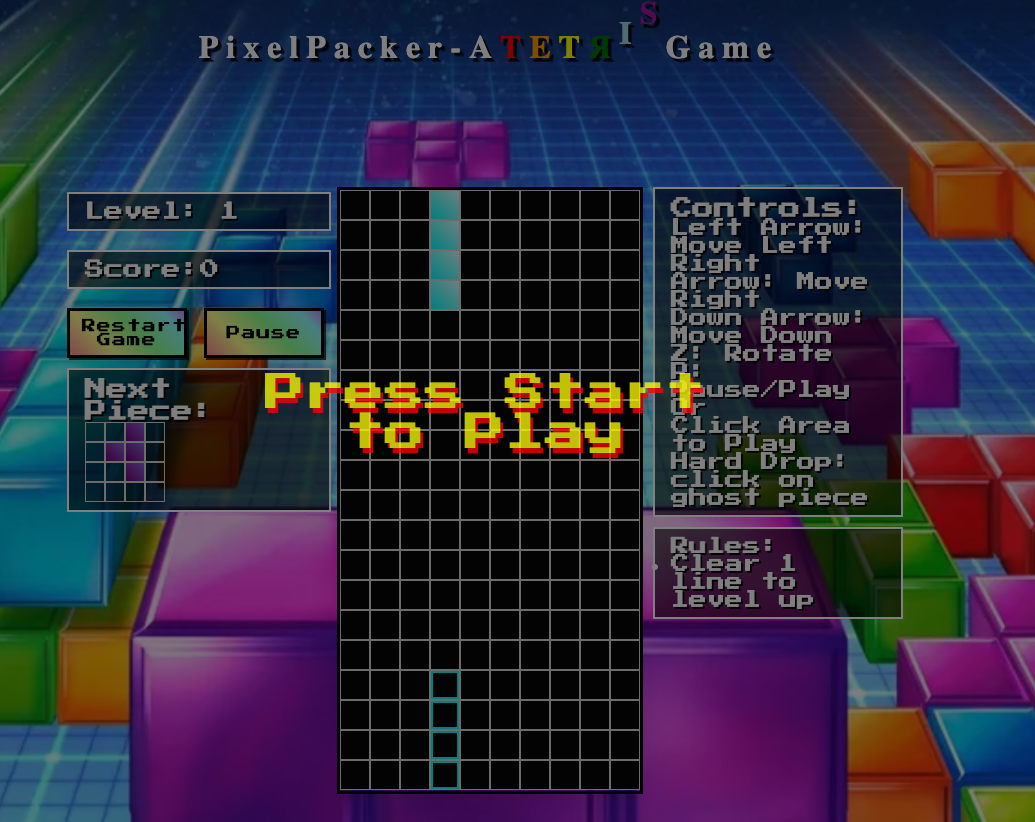 PixelPacker-A TETЯIS Game
Level: 1
Score:0
Restart
Game
Pause
Next
Piece:
Press Start
to Play
Controls:
Left Arrow:
Move Left
Right
Arrow: Move
Right
Down Arrow:
Move Down
Z: Rotate
P:
Pause/Play
Or
Click Area
to Play
Hard Drop:
click on
ghost piece
Rules:
Clear 1
line to
level up